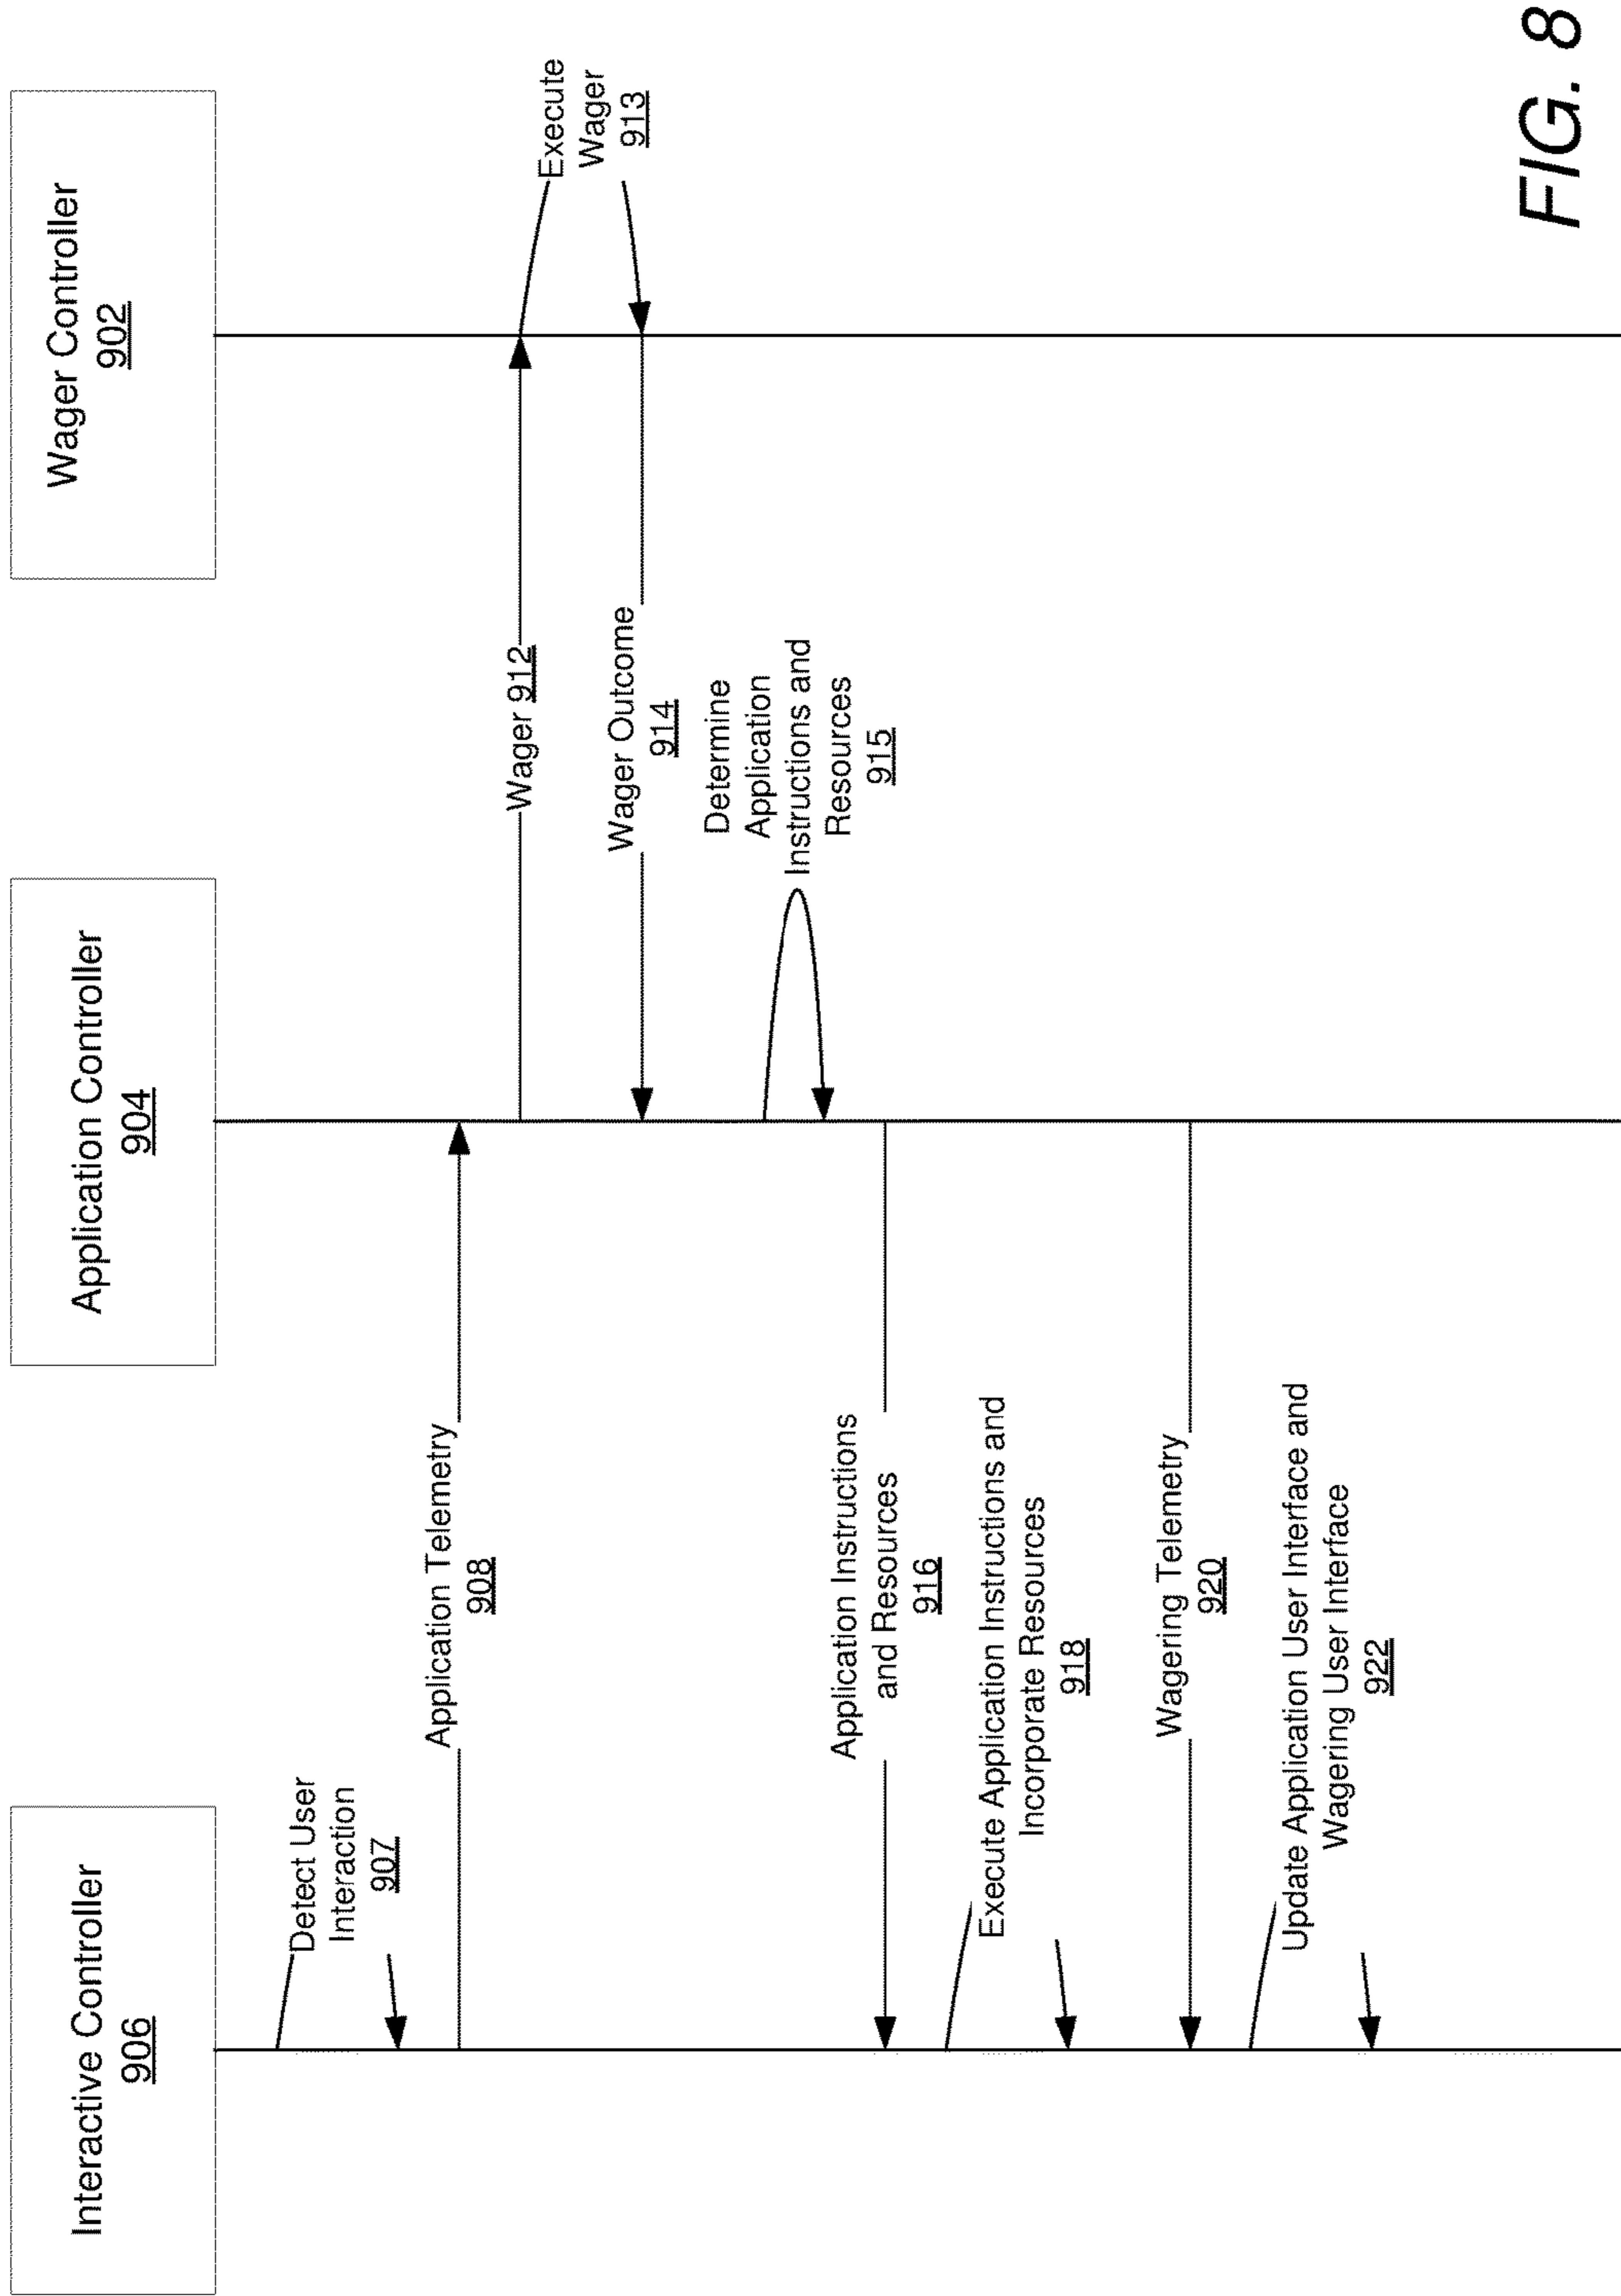 Interactive Controller
906
Application Controller
904
Wager Controller
902
Detect User
Interaction
907
Application Telemetry
908
Wager 912
Execute
Wager
913
Wager Outcome
914
Determine
Application
Instructions and
Resources
915
Application Instructions
and Resources
916
Execute Application Instructions and
Incorporate Resources
918
Wagering Telemetry
920
Update Application User Interface and
Wagering User Interface
922
FIG. 8